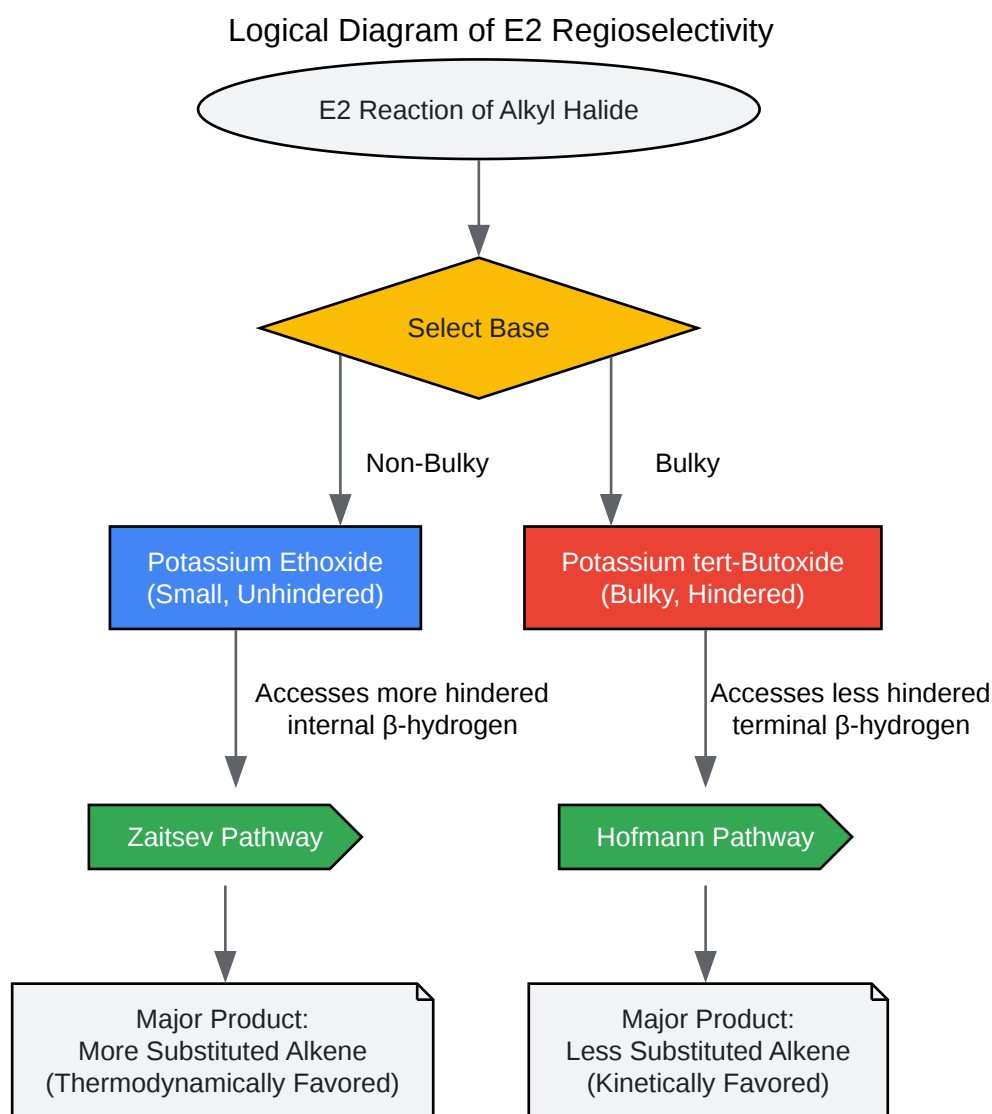 Logical Diagram of E2 Regioselectivity
E2 Reaction of Alkyl Halide
Select Base
Non-Bulky
Bulky
Potassium Ethoxide
(Small, Unhindered)
Potassium tert-Butoxide
(Bulky, Hindered)
Accesses more hindered
internal β-hydrogen
Accesses less hindered
terminal β-hydrogen
Zaitsev Pathway
Hofmann Pathway
Major Product:
More Substituted Alkene
(Thermodynamically Favored)
Major Product:
Less Substituted Alkene
(Kinetically Favored)